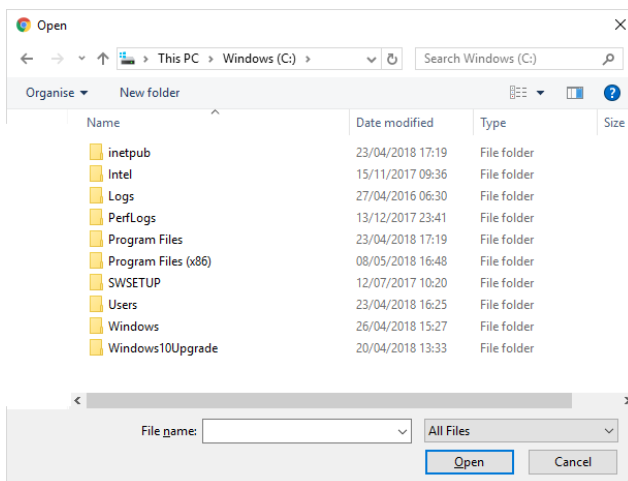 Open
This PC > Windows (C:) > Search Windows (C:)
Organise New folder
Name Date modified Type Size
inetpub 23/04/2018 17:19 File folder
Intel 15/11/2017 09:36 File folder
Logs 27/04/2016 06:30 File folder
PerfLogs 13/12/2017 23:41 File folder
Program Files 23/04/2018 17:19 File folder
Program Files (x86) 08/05/2018 16:48 File folder
SWSETUP 12/07/2017 10:20 File folder
Users 23/04/2018 16:25 File folder
Windows 26/04/2018 15:27 File folder
Windows10Upgrade 20/04/2018 13:33 File folder
File name: All Files
Open Cancel